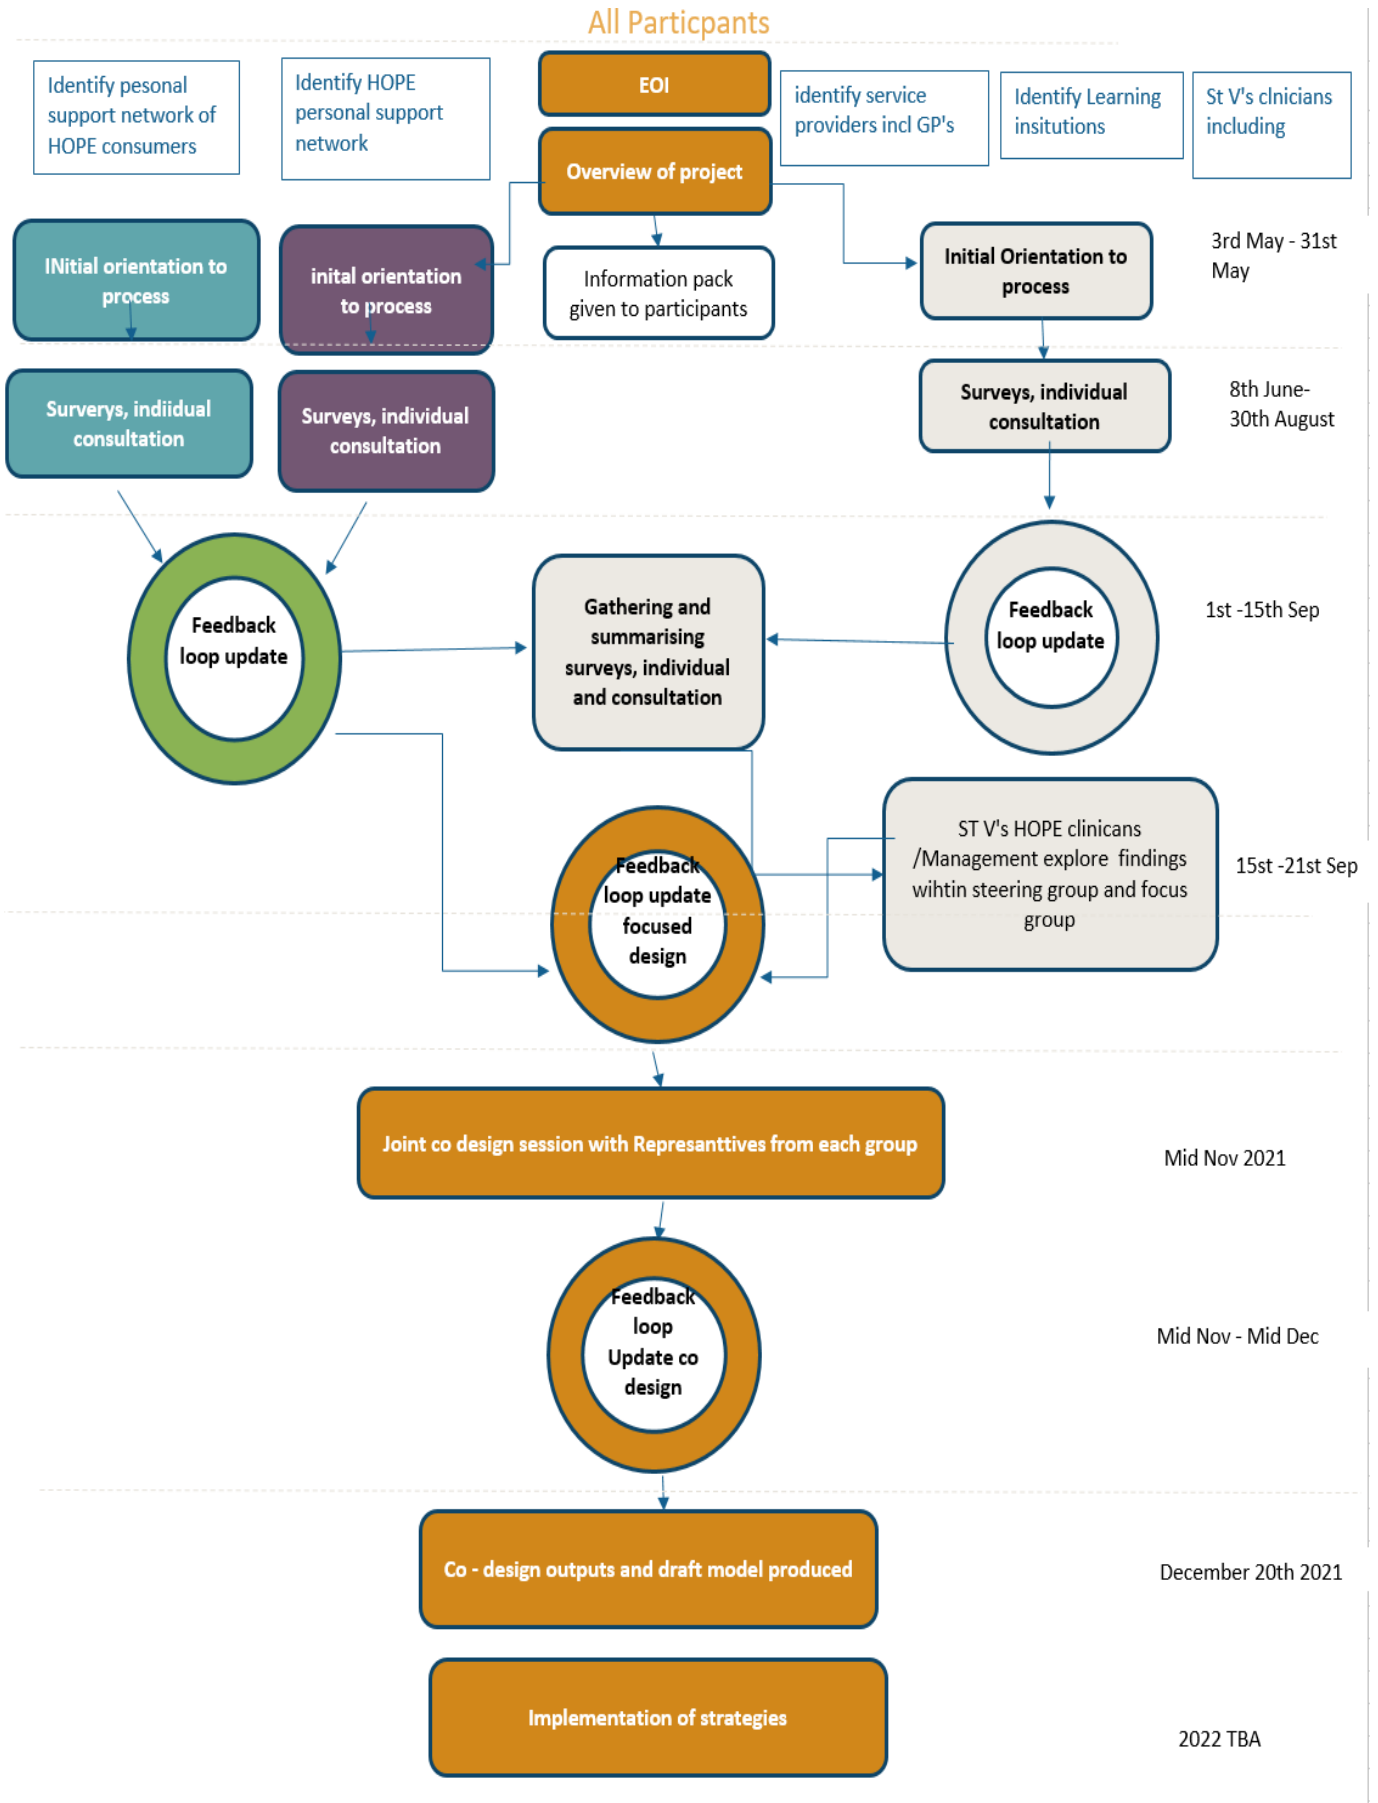 All Particpants
Identify pesonal
support network of
HOPE consumers
Identify HOPE
personal support
network
EOI
identify service
providers incl GP's
Identify Learning
insitutions
St V's clnicians
including
Overview of project
INitial orientation to
process
inital orientation
to process
Information pack
given to participants
Initial Orientation to
process
3rd May - 31st
May
Surverys, indiidual
consultation
Surveys, individual
consultation
Surveys, individual
consultation
8th June-
30th August
Feedback
loop update
Gathering and
summarising
surveys, individual
and consultation
Feedback
loop update
1st -15th Sep
Feedback
loop update
focused
design
ST V's HOPE clinicans
/Management explore findings
wihtin steering group and focus
group
15st -21st Sep
Joint co design session with Represanttives from each group
Mid Nov 2021
Feedback
loop
Update co
design
Mid Nov - Mid Dec
Co - design outputs and draft model produced
December 20th 2021
Implementation of strategies
2022 TBA